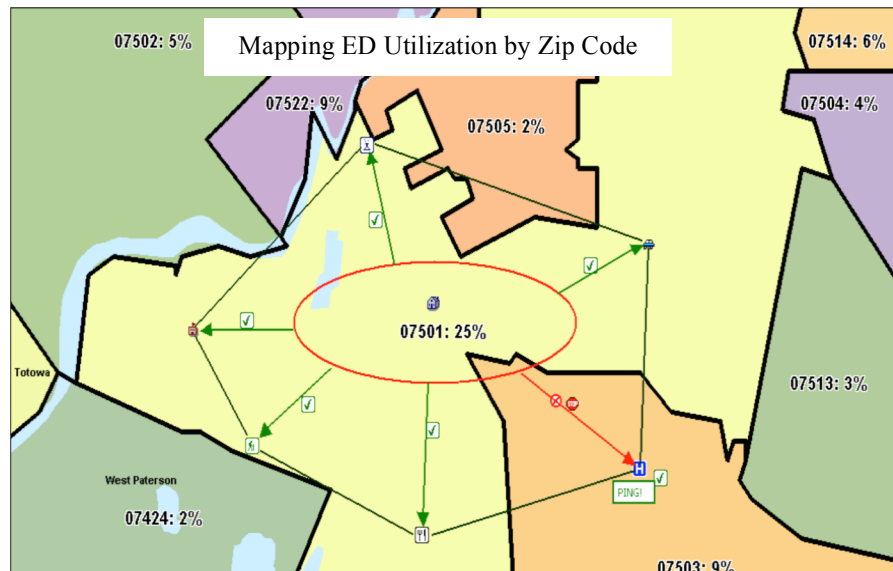 Mapping ED Utilization by Zip Code
07502: 5%
07514: 6%
07522: 9%
07504: 4%
07505: 2%
07501: 25%
Totowa
07513: 3%
West Paterson
H
PING!
07424: 2%
07503: 9%